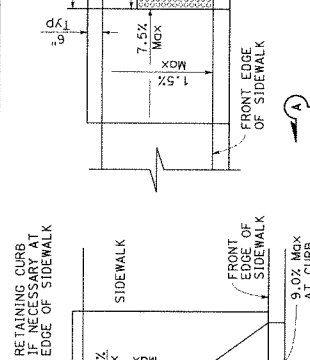 6"
Typ
7.5%
Max
1.5%
Max
FRONT EDGE
OF SIDEWALK
A
RETAINING CURB
IF NECESSARY AT
EDGE OF SIDEWALK
SIDEWALK
FRONT
EDGE OF
SIDEWALK
9.0% Max
AT CURB
%
Max